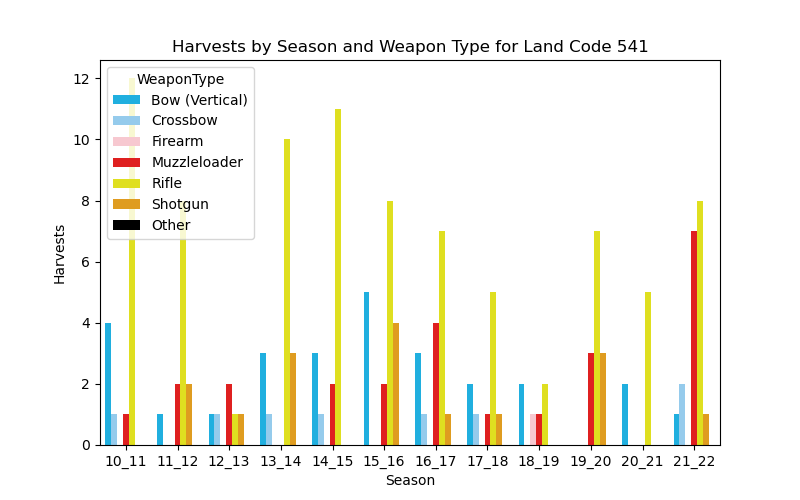 Harvests by Season and Weapon Type for Land Code 541
12
10
8
6
4
2
0
Harvests
WeaponType
Bow (Vertical)
Crossbow
Firearm
Muzzleloader
Rifle
Shotgun
Other
10_11 11_12 12_13 13_14 14_15 15_16 16_17 17_18 18_19 19_20 20_21 21_22
Season